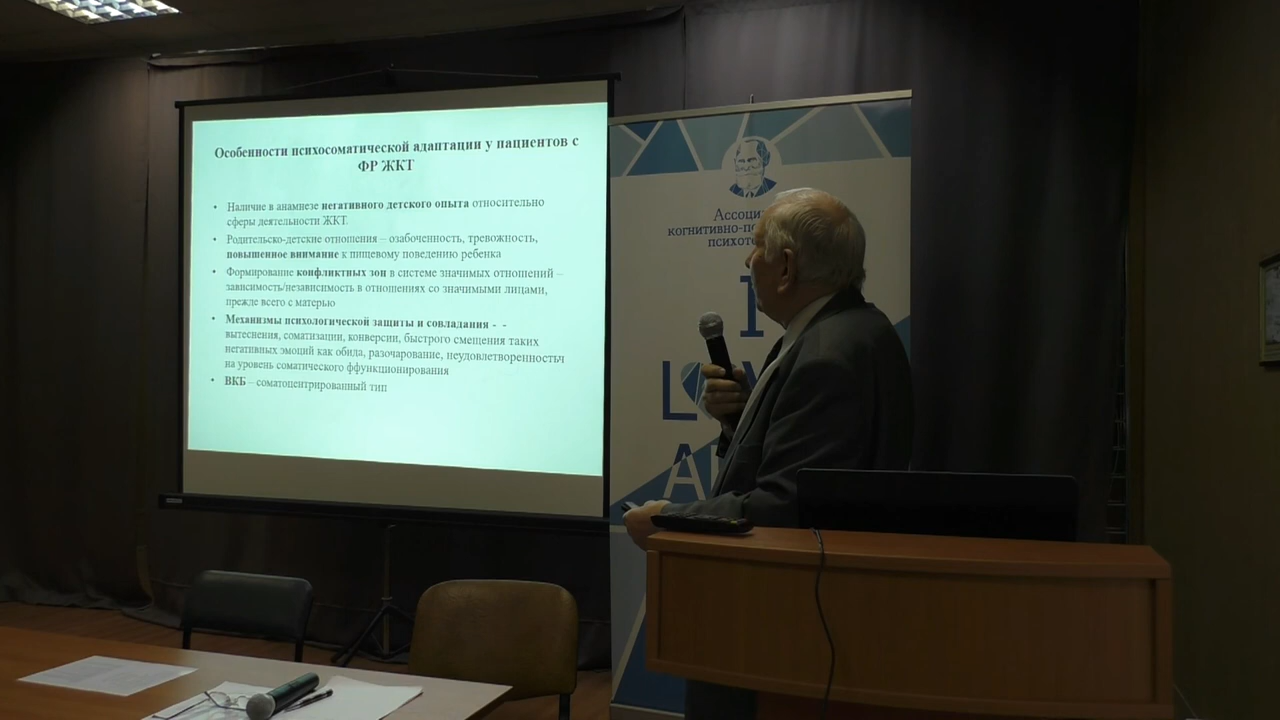 Особенности психосоматической адаптации у пациентов с
ФР ЖКТ
• Наличие в анамнезе негативного детского опыта относительно
сферы деятельности ЖКТ.
• Родительско-детские отношения – озабоченность, тревожность,
повышенное внимание к пищевому поведению ребенка
• Формирование конфликтных зон в системе значимых отношений –
зависимость/независимость в отношениях со значимыми лицами,
прежде всего с матерью
• Механизмы психологической защиты и совладания - -
вытеснения, соматизации, конверсии, быстрого смещения таких
негативных эмоций как обида, разочарование, неудовлетворенностьч
на уровень соматического ффункционирования
• ВКБ – соматоцентрированный тип
Ассоци
когнитивно-по
психоте
I